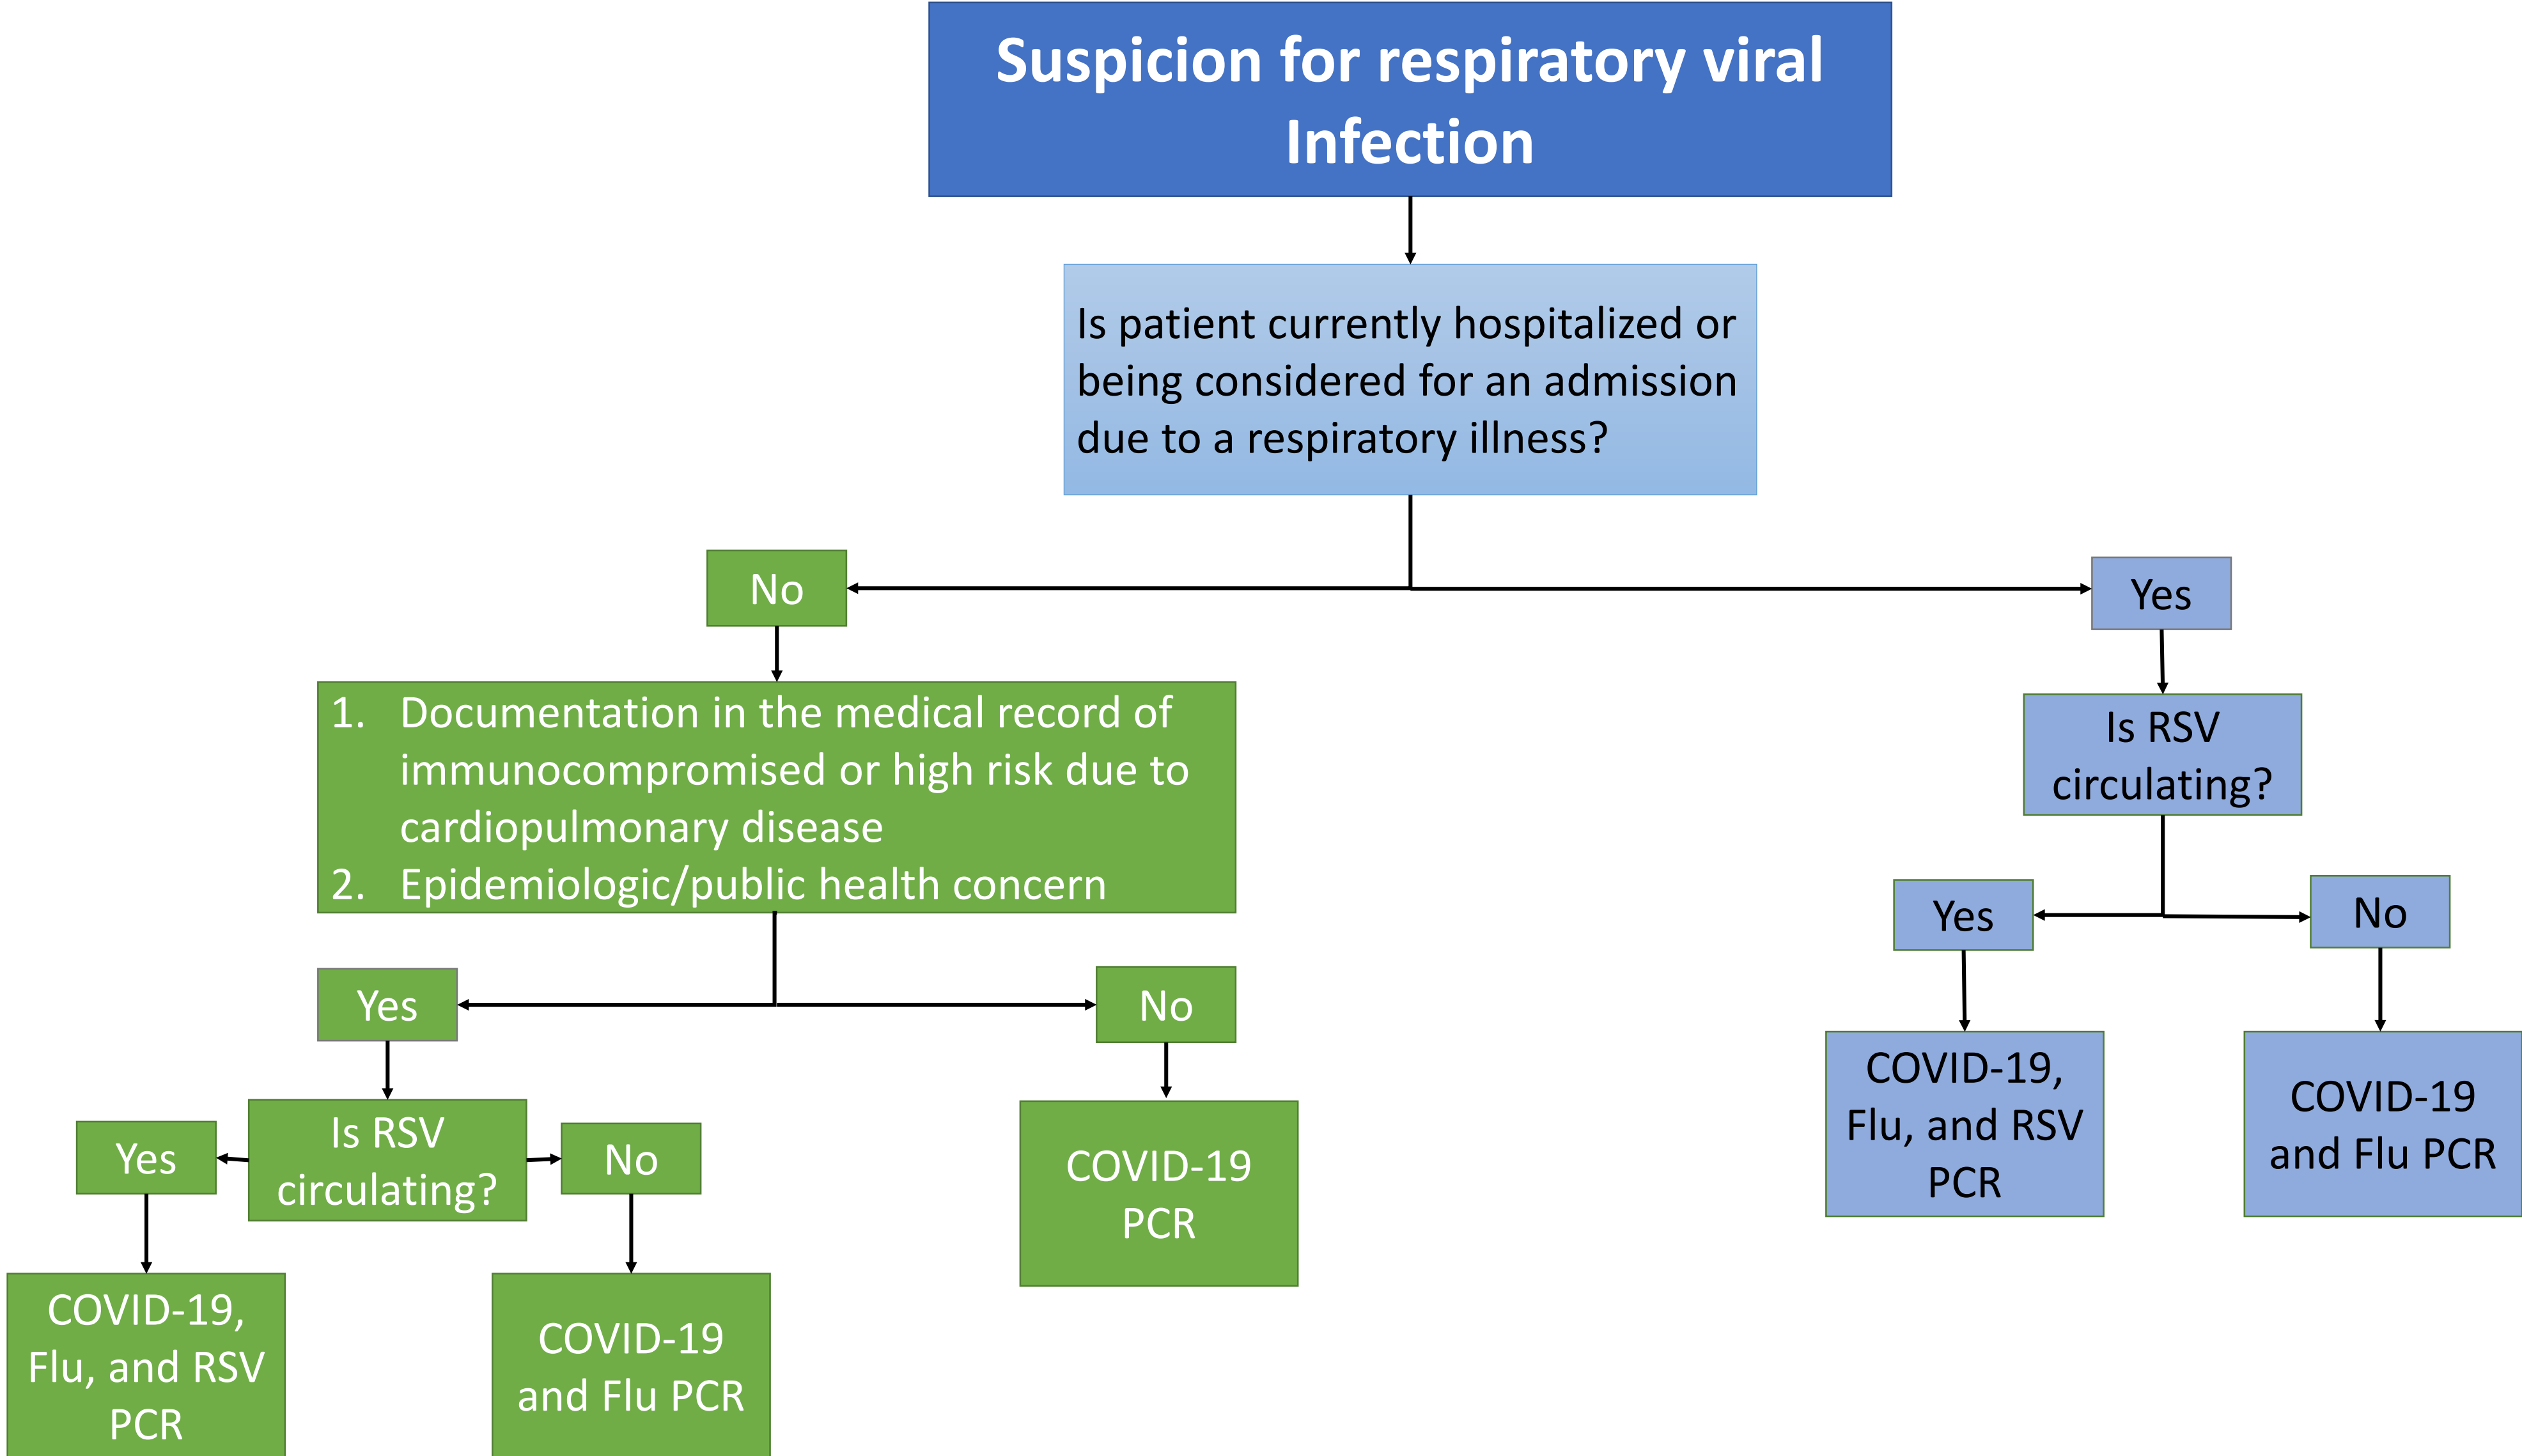 Suspicion for respiratory viral
Infection
Is patient currently hospitalized or
being considered for an admission
due to a respiratory illness?
No
Yes
1. Documentation in the medical record of
immunocompromised or high risk due to
cardiopulmonary disease
2. Epidemiologic/public health concern
Is RSV
circulating?
Yes
No
Yes
No
COVID-19,
Flu, and RSV
PCR
COVID-19
and Flu PCR
Is RSV
circulating?
Yes
No
COVID-19
PCR
COVID-19,
Flu, and RSV
PCR
COVID-19
and Flu PCR